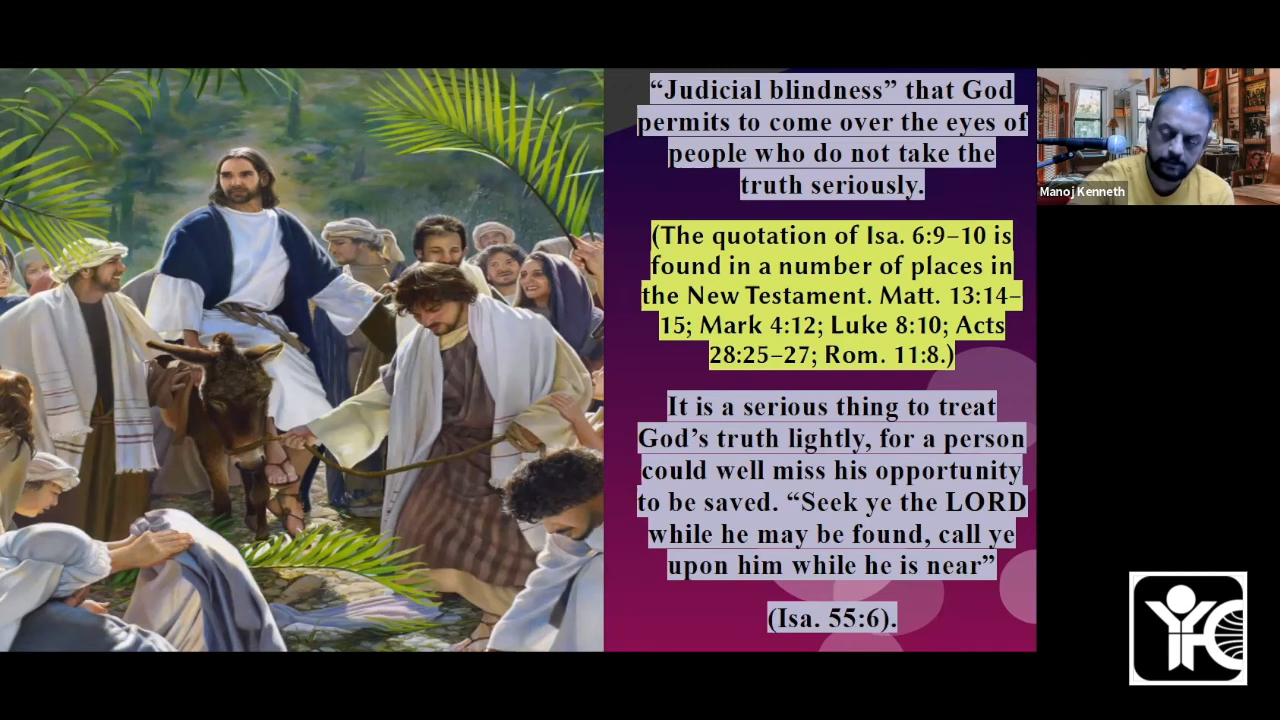 “Judicial blindness” that God
permits to come over the eyes of
people who do not take the
truth seriously.
(The quotation of Isa. 6:9–10 is
found in a number of places in
the New Testament. Matt. 13:14–
15; Mark 4:12; Luke 8:10; Acts
28:25–27; Rom. 11:8.)
It is a serious thing to treat
God’s truth lightly, for a person
could well miss his opportunity
to be saved. “Seek ye the LORD
while he may be found, call ye
upon him while he is near”
(Isa. 55:6).
Manoj Kenneth
YFC